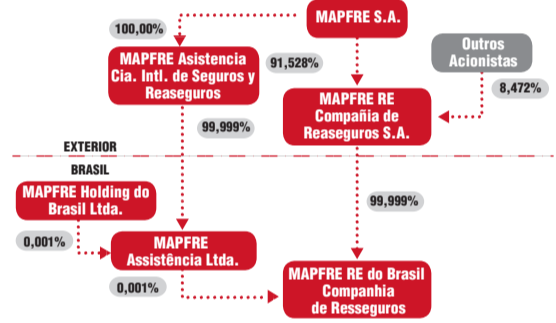 MAPFRE S.A.
100,00%
MAPFRE Asistencia
Cia. Intl. de Seguros y
Reaseguros
91,528%
Outros
Acionistas
8,472%
MAPFRE RE
Compañia de
Reaseguros S.A.
99,999%
EXTERIOR
BRASIL
MAPFRE Holding do
Brasil Ltda.
99,999%
0,001%
MAPFRE
Assistência Ltda.
0,001%
MAPFRE RE do Brasil
Companhia
de Resseguros